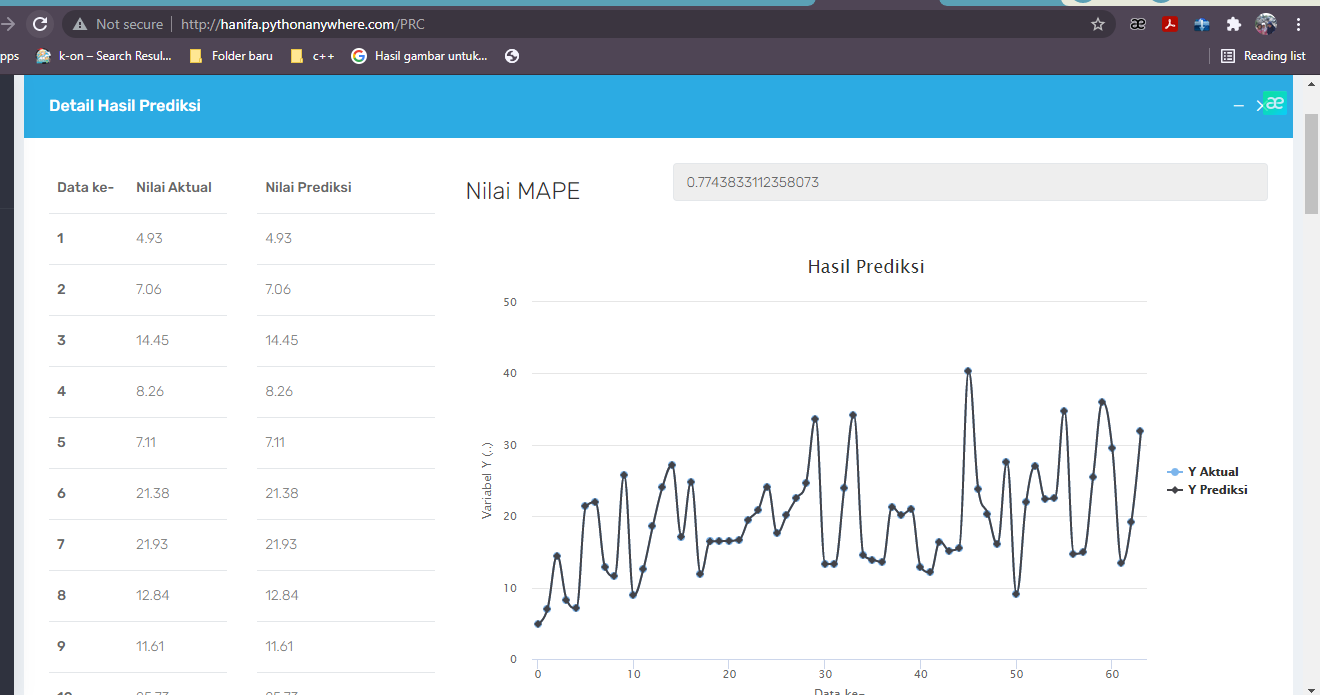 Not secure | http://hanifa.pythonanywhere.com/PRC
pps k-on – Search Resul... Folder baru c++ Hasil gambar untuk... Reading list
Detail Hasil Prediksi
æ
Data ke- Nilai Aktual Nilai Prediksi
Nilai MAPE 0.7743833112358073
1 4.93 4.93
2 7.06 7.06
3 14.45 14.45
4 8.26 8.26
5 7.11 7.11
6 21.38 21.38
7 21.93 21.93
8 12.84 12.84
9 11.61 11.61
Hasil Prediksi
50
40
30
20
10
0
Variabel Y (.,)
0 10 20 30 40 50 60
Data ke-
Y Aktual
Y Prediksi